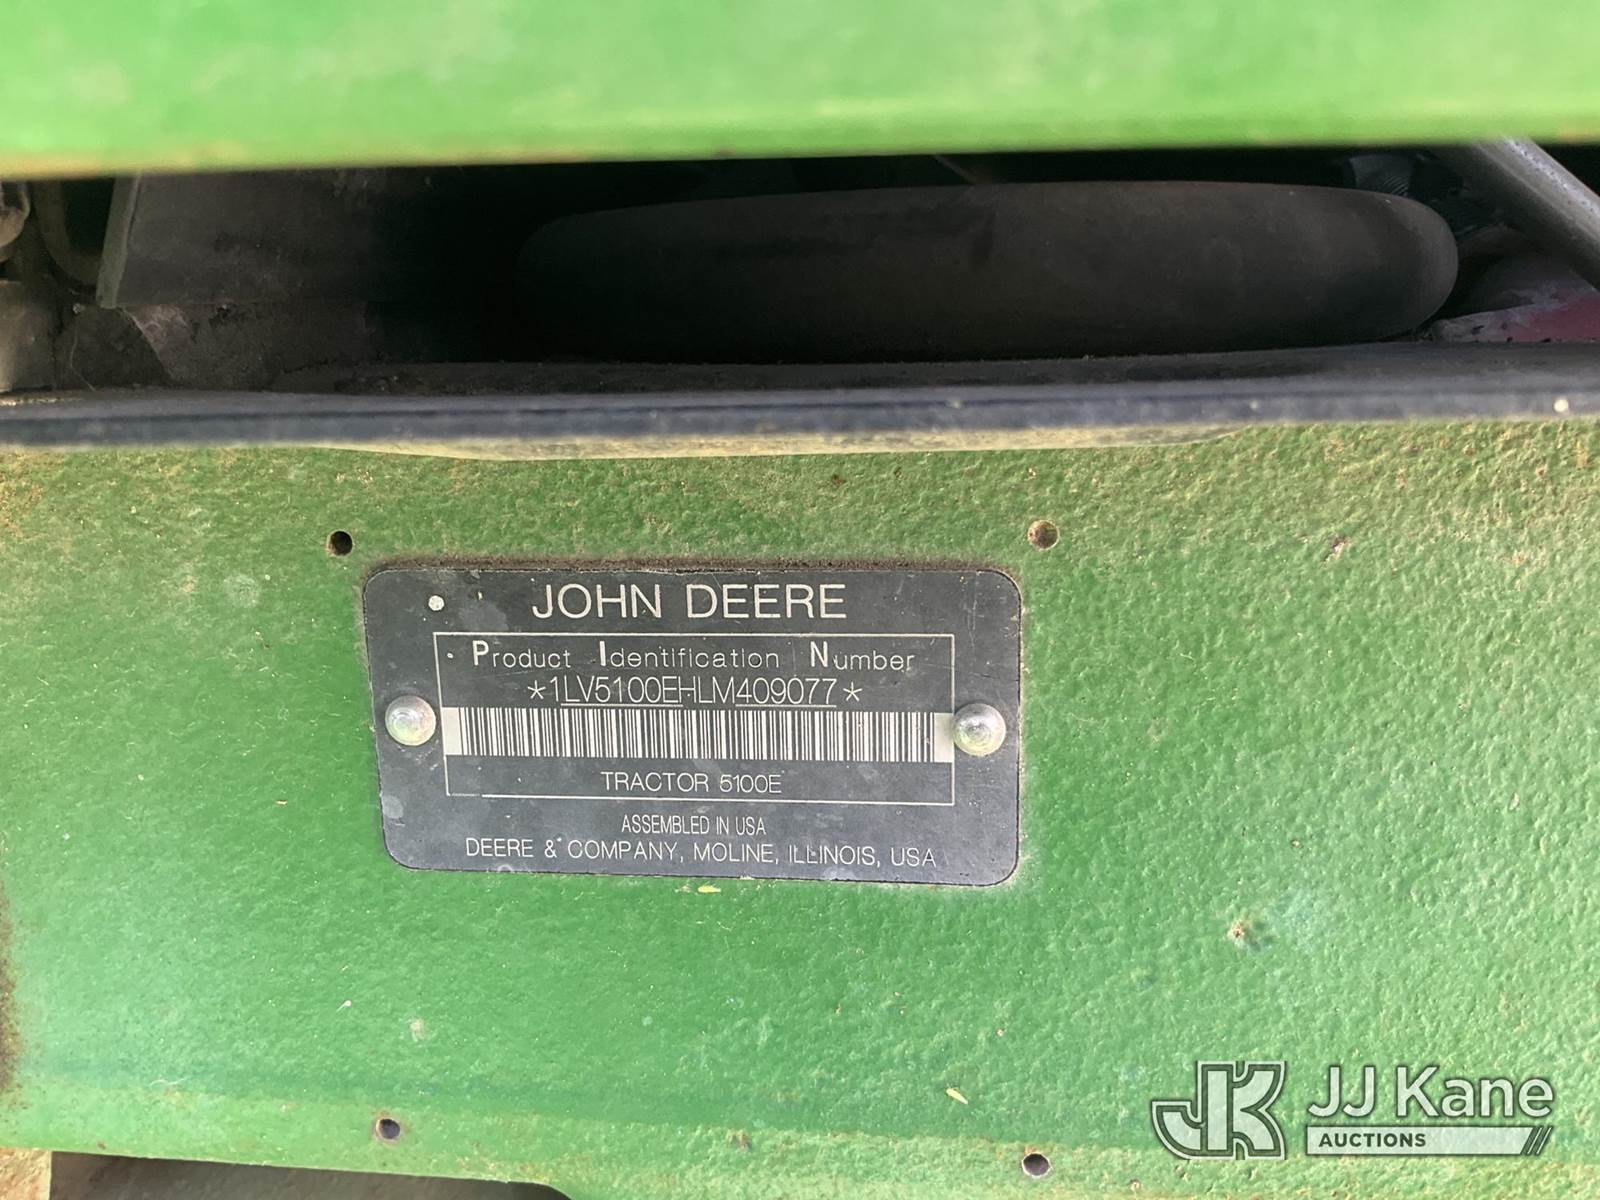 JOHN DEERE
Product Identification Number
*1LV5100EHLM409077*
TRACTOR 5100E
ASSEMBLED IN USA
DEERE & COMPANY, MOLINE, ILLINOIS, USA
JK JJ Kane
AUCTIONS